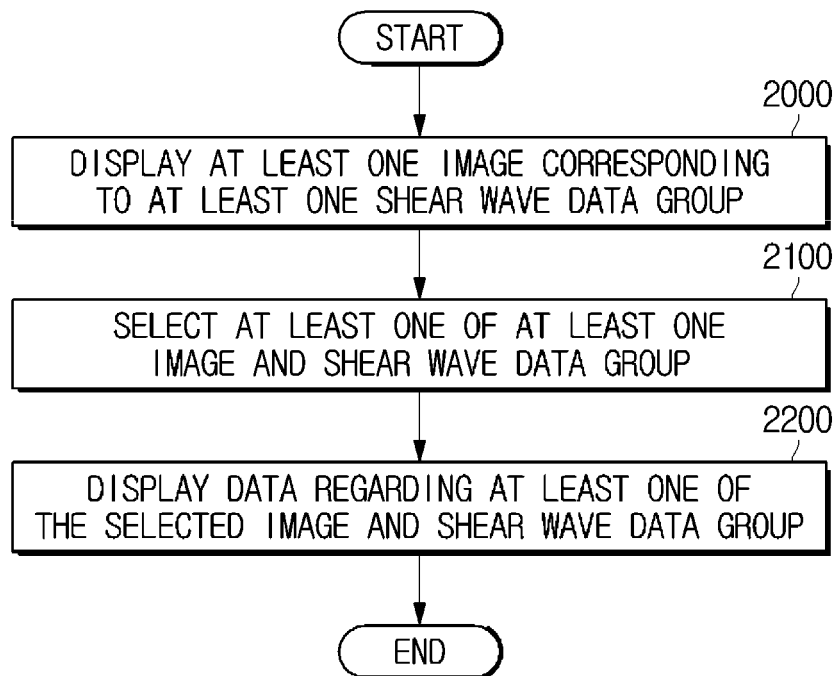 START
2000
DISPLAY AT LEAST ONE IMAGE CORRESPONDING
TO AT LEAST ONE SHEAR WAVE DATA GROUP
2100
SELECT AT LEAST ONE OF AT LEAST ONE
IMAGE AND SHEAR WAVE DATA GROUP
2200
DISPLAY DATA REGARDING AT LEAST ONE OF
THE SELECTED IMAGE AND SHEAR WAVE DATA GROUP
END